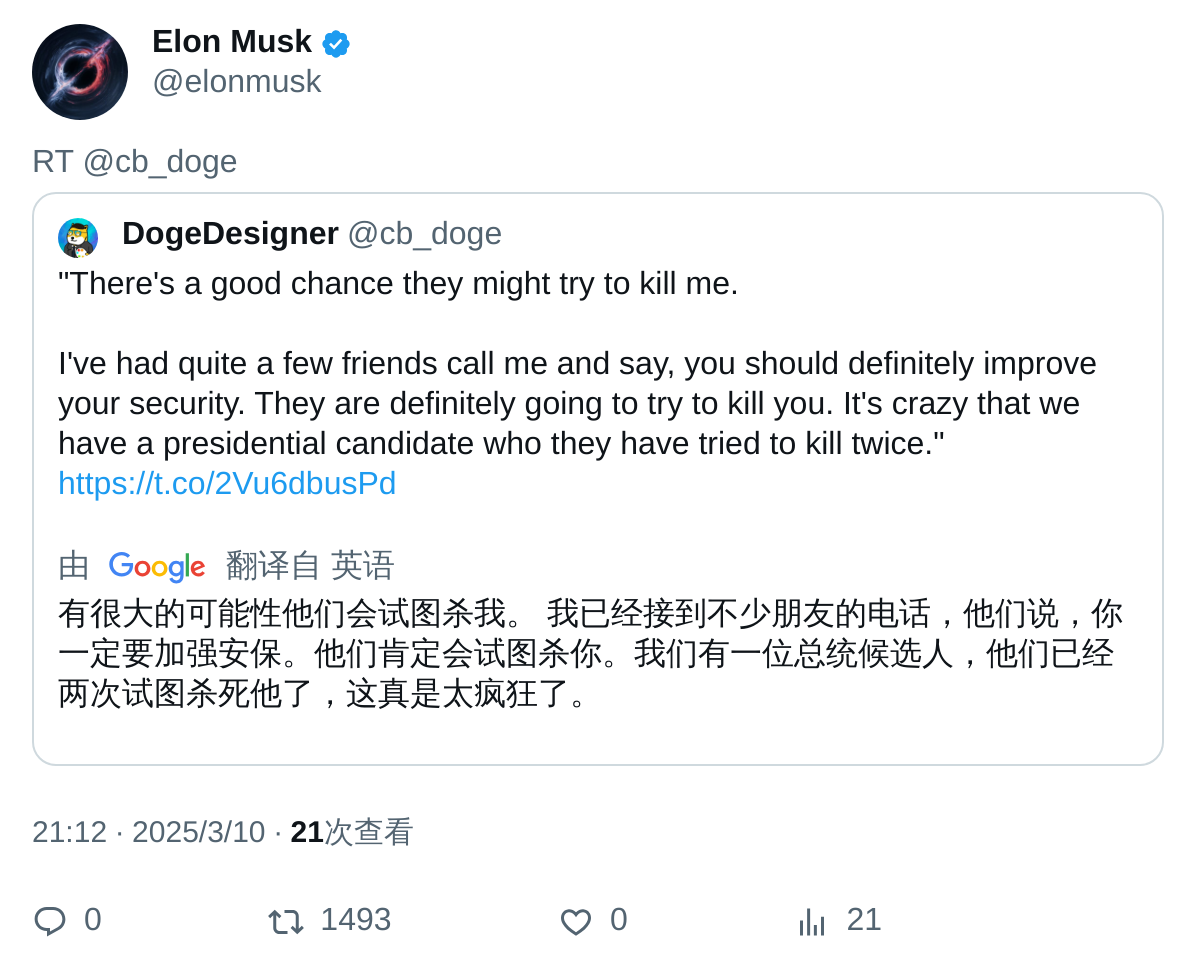 Elon Musk
@elonmusk
RT @cb_doge
DogeDesigner @cb_doge
"There's a good chance they might try to kill me.
I've had quite a few friends call me and say, you should definitely improve
your security. They are definitely going to try to kill you. It's crazy that we
have a presidential candidate who they have tried to kill twice."
https://t.co/2Vu6dbusPd
由 Google 翻译自 英语
有很大的可能性他们会试图杀我。 我已经接到不少朋友的电话，他们说，你
一定要加强安保。他们肯定会试图杀你。我们有一位总统候选人，他们已经
两次试图杀死他了，这真是太疯狂了。
21:12 · 2025/3/10 · 21次查看
0 1493 0 21